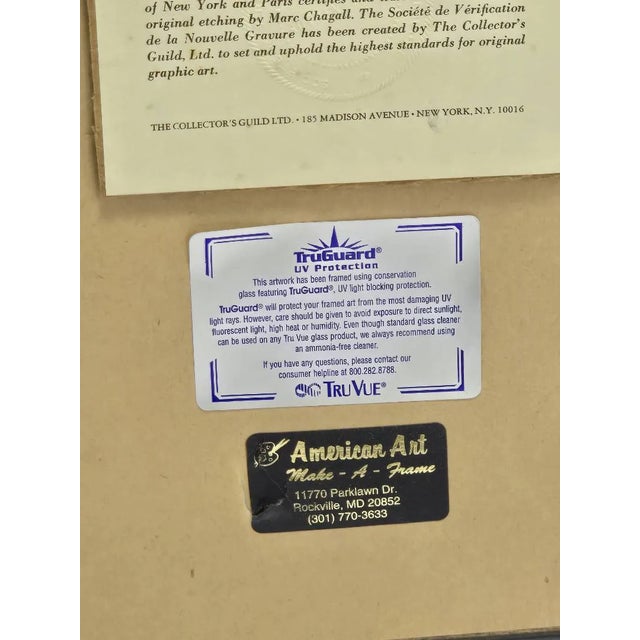 of New York and Paris certifies and
original etching by Marc Chagall. The Société de Vérification
de la Nouvelle Gravure has been created by The Collector's
Guild, Ltd. to set and uphold the highest standards for original
graphic art.
THE COLLECTOR'S GUILD LTD. • 185 MADISON AVENUE • NEW YORK, N.Y. 10016
TruGuard®
UV Protection
This artwork has been framed using conservation
glass featuring TruGuard®, UV light blocking protection.
TruGuard® will protect your framed art from the most damaging UV
light rays. However, care should be given to avoid exposure to direct sunlight,
fluorescent light, high heat or humidity. Even though standard glass cleaner
can be used on any Tru Vue glass product, we always recommend using
an ammonia-free cleaner.
If you have any questions, please contact our
consumer helpline at 800.282.8788.
TRU VUE®
American Art
Make - A - Frame
11770 Parklawn Dr.
Rockville, MD 20852
(301) 770-3633